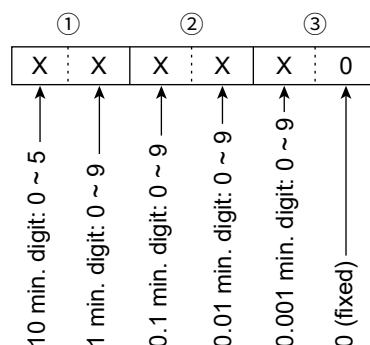 ① ② ③
X X X X X 0
10 min. digit: 0 ~ 5
1 min. digit: 0 ~ 9
0.1 min. digit: 0 ~ 9
0.01 min. digit: 0 ~ 9
0.001 min. digit: 0 ~ 9
0 (fixed)